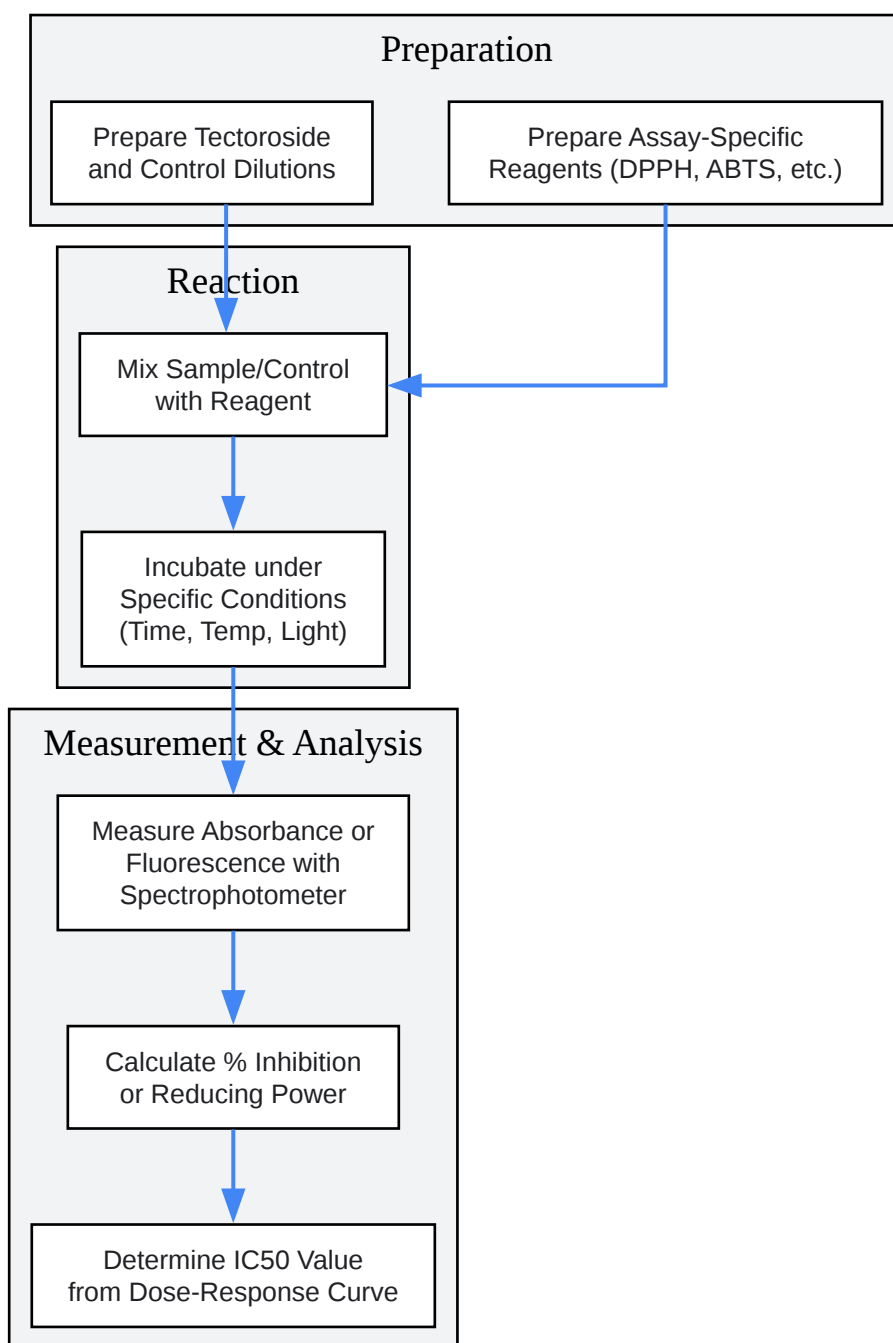 Preparation
Prepare Tectoroside
and Control Dilutions
Prepare Assay-Specific
Reagents (DPPH, ABTS, etc.)
Reaction
Mix Sample/Control
with Reagent
Incubate under
Specific Conditions
(Time, Temp, Light)
Measurement & Analysis
Measure Absorbance or
Fluorescence with
Spectrophotometer
Calculate % Inhibition
or Reducing Power
Determine IC50 Value
from Dose-Response Curve